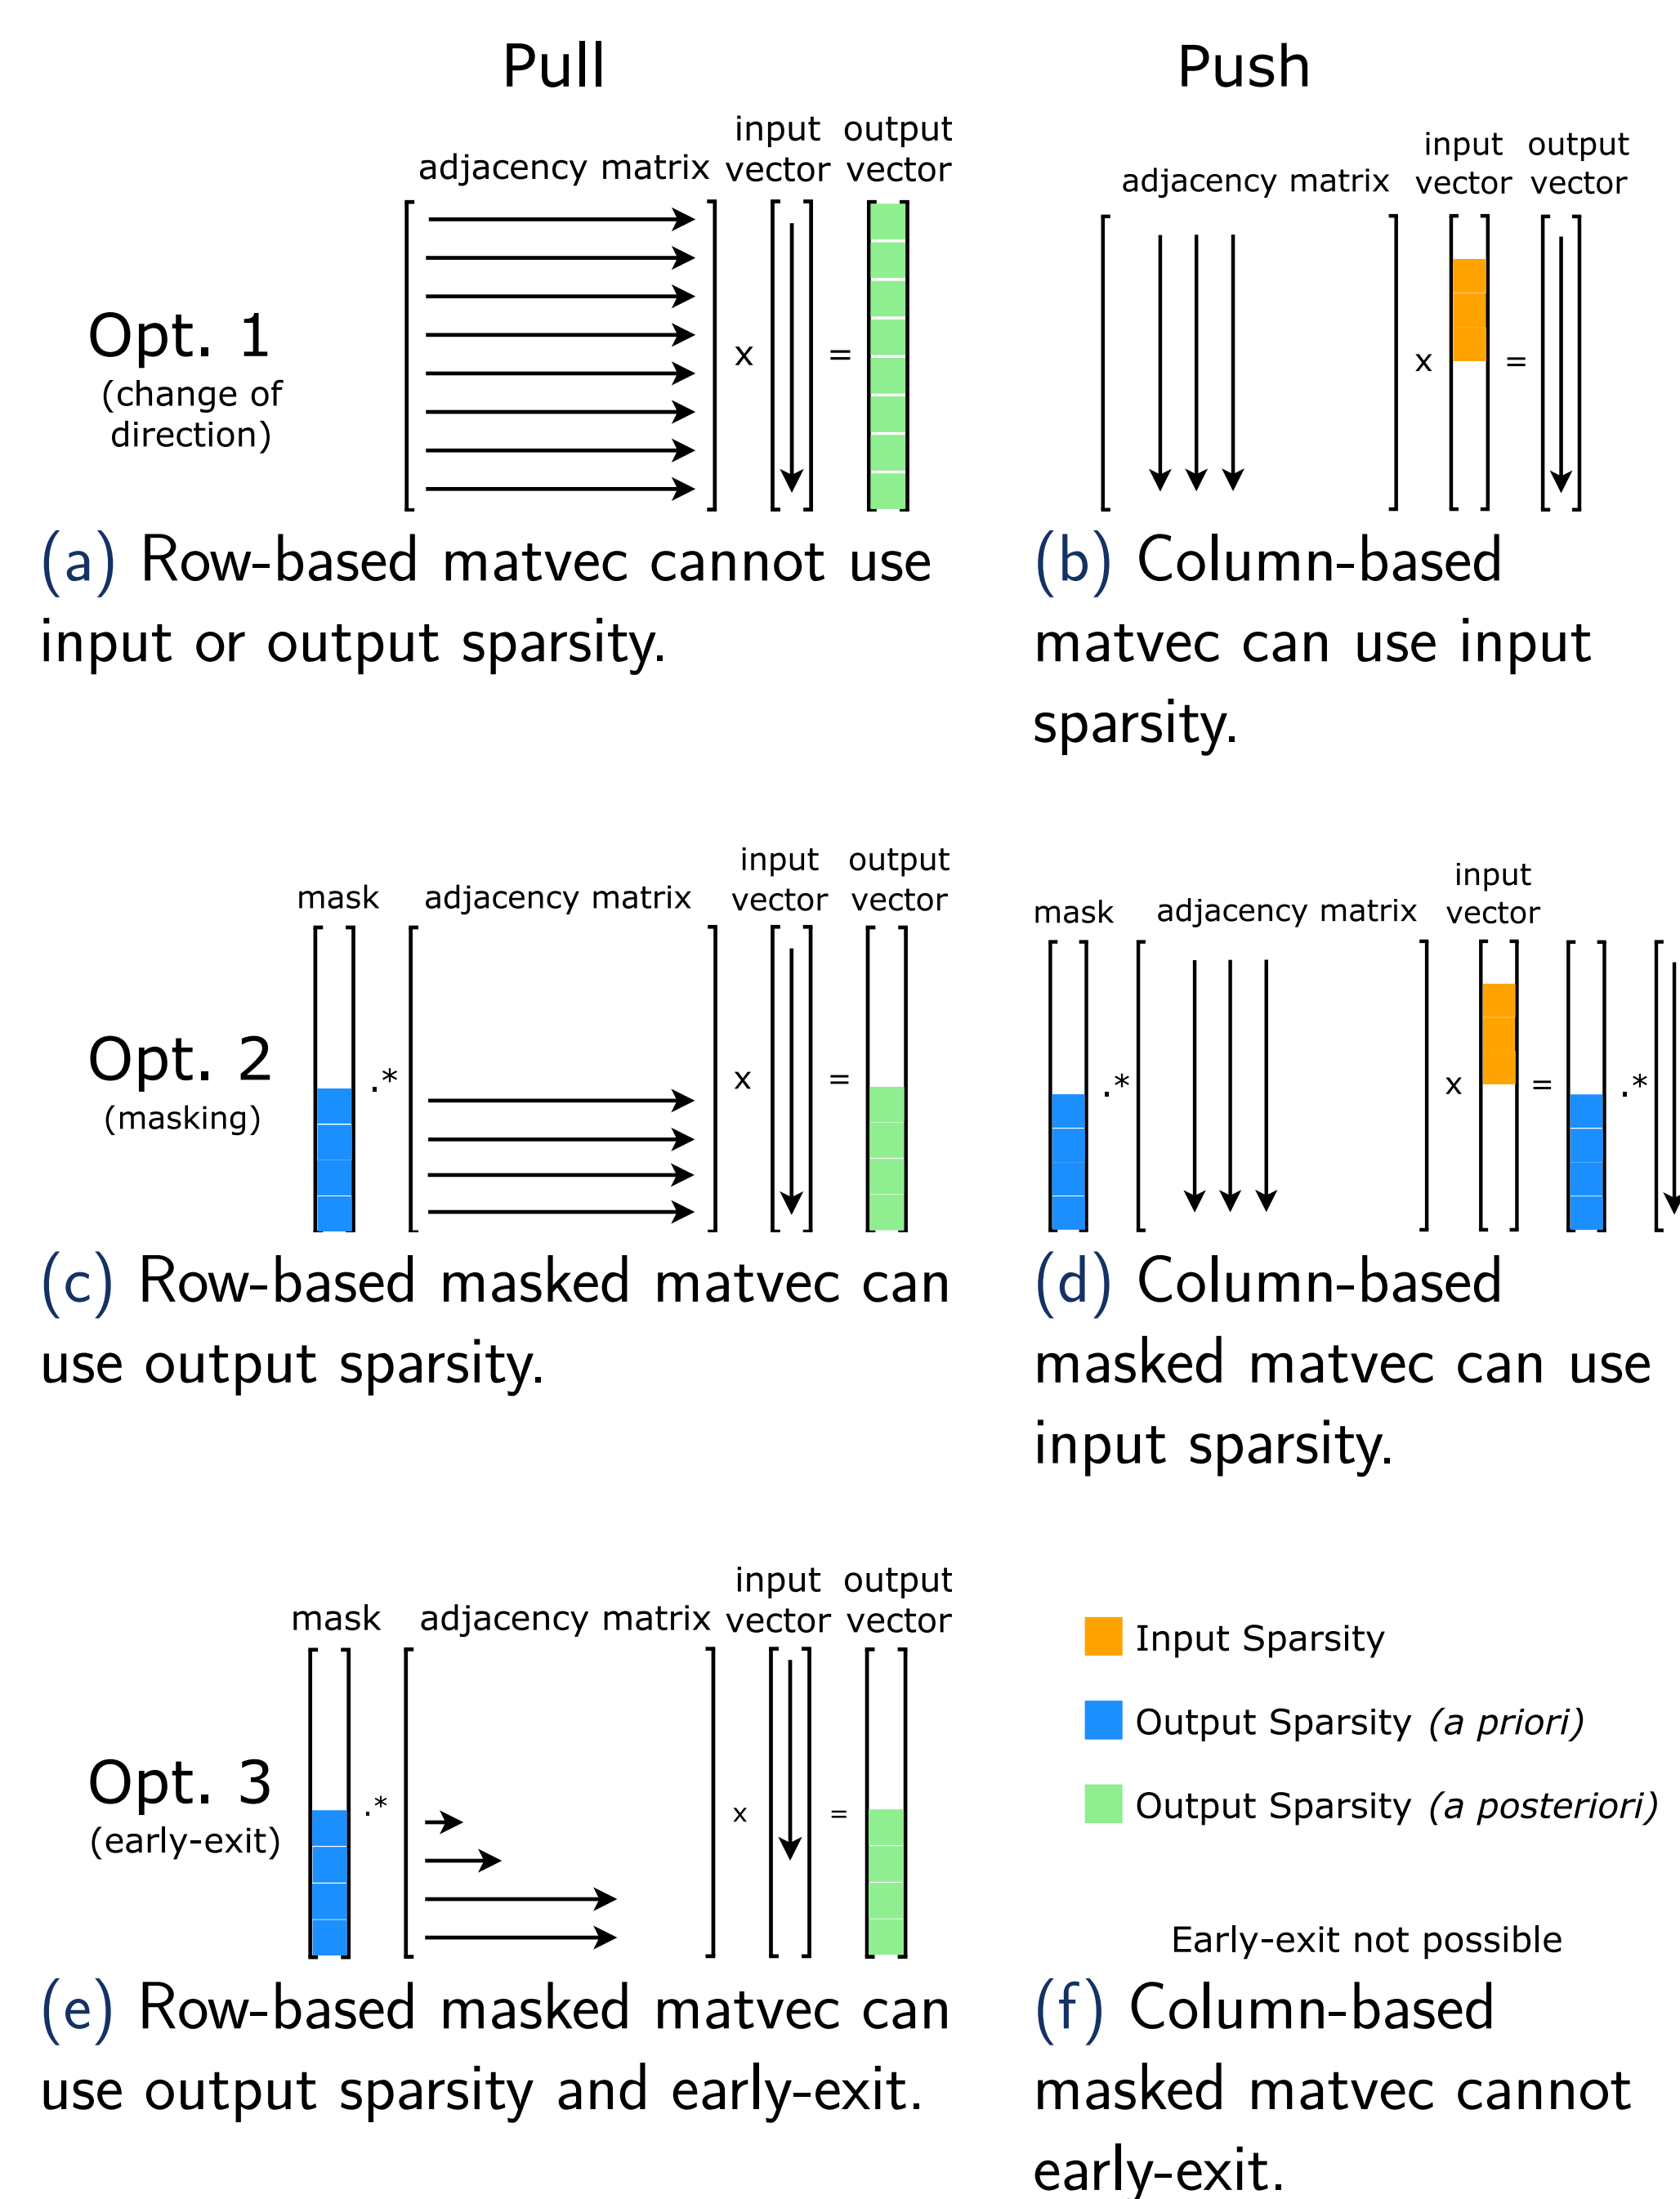 Pull
Push
input output
adjacency matrix vector vector
input output
adjacency matrix vector vector
Opt. 1
(change of
direction)
x
=
x
=
(a) Row-based matvec cannot use
input or output sparsity.
(b) Column-based
matvec can use input
sparsity.
input output
mask adjacency matrix vector vector
input
mask adjacency matrix vector
Opt. 2
(masking)
.*
x
=
.*
x
=
.*
(c) Row-based masked matvec can
use output sparsity.
(d) Column-based
masked matvec can use
input sparsity.
input output
mask adjacency matrix vector vector
Opt. 3
(early-exit)
.*
x
=
Input Sparsity
Output Sparsity (a priori)
Output Sparsity (a posteriori)
Early-exit not possible
(e) Row-based masked matvec can
use output sparsity and early-exit.
(f) Column-based
masked matvec cannot
early-exit.